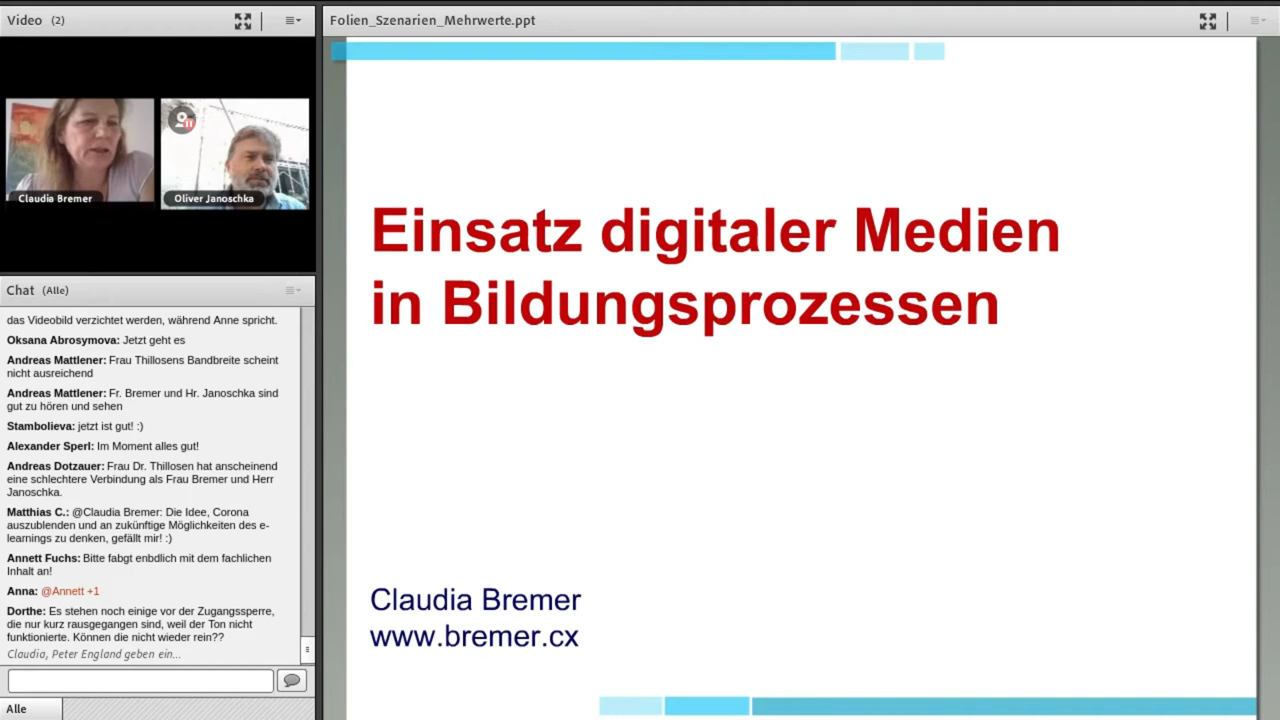 Video (2)
Claudia Bremer
Oliver Janoschka
Chat (Alle)
das Videobild verzichtet werden, während Anne spricht.
Oksana Abrosymova: Jetzt geht es
Andreas Mattlener: Frau Thillosens Bandbreite scheint
nicht ausreichend
Andreas Mattlener: Fr. Bremer und Hr. Janoschka sind
gut zu hören und sehen
Stambolieva: jetzt ist gut! :)
Alexander Sperl: Im Moment alles gut!
Andreas Dotzauer: Frau Dr. Thillosen hat anscheinend
eine schlechtere Verbindung als Frau Bremer und Herr
Janoschka.
Matthias C.: @Claudia Bremer: Die Idee, Corona
auszublenden und an zukünftige Möglichkeiten des e-
learnings zu denken, gefällt mir! :)
Annett Fuchs: Bitte fabgt enbdlich mit dem fachlichen
Inhalt an!
Anna: @Annett +1
Dorthe: Es stehen noch einige vor der Zugangssperre,
die nur kurz rausgegangen sind, weil der Ton nicht
funktionierte. Können die nicht wieder rein??
Claudia, Peter England geben ein...
Alle
Folien_Szenarien_Mehrwerte.ppt
Einsatz digitaler Medien
in Bildungsprozessen
Claudia Bremer
www.bremer.cx